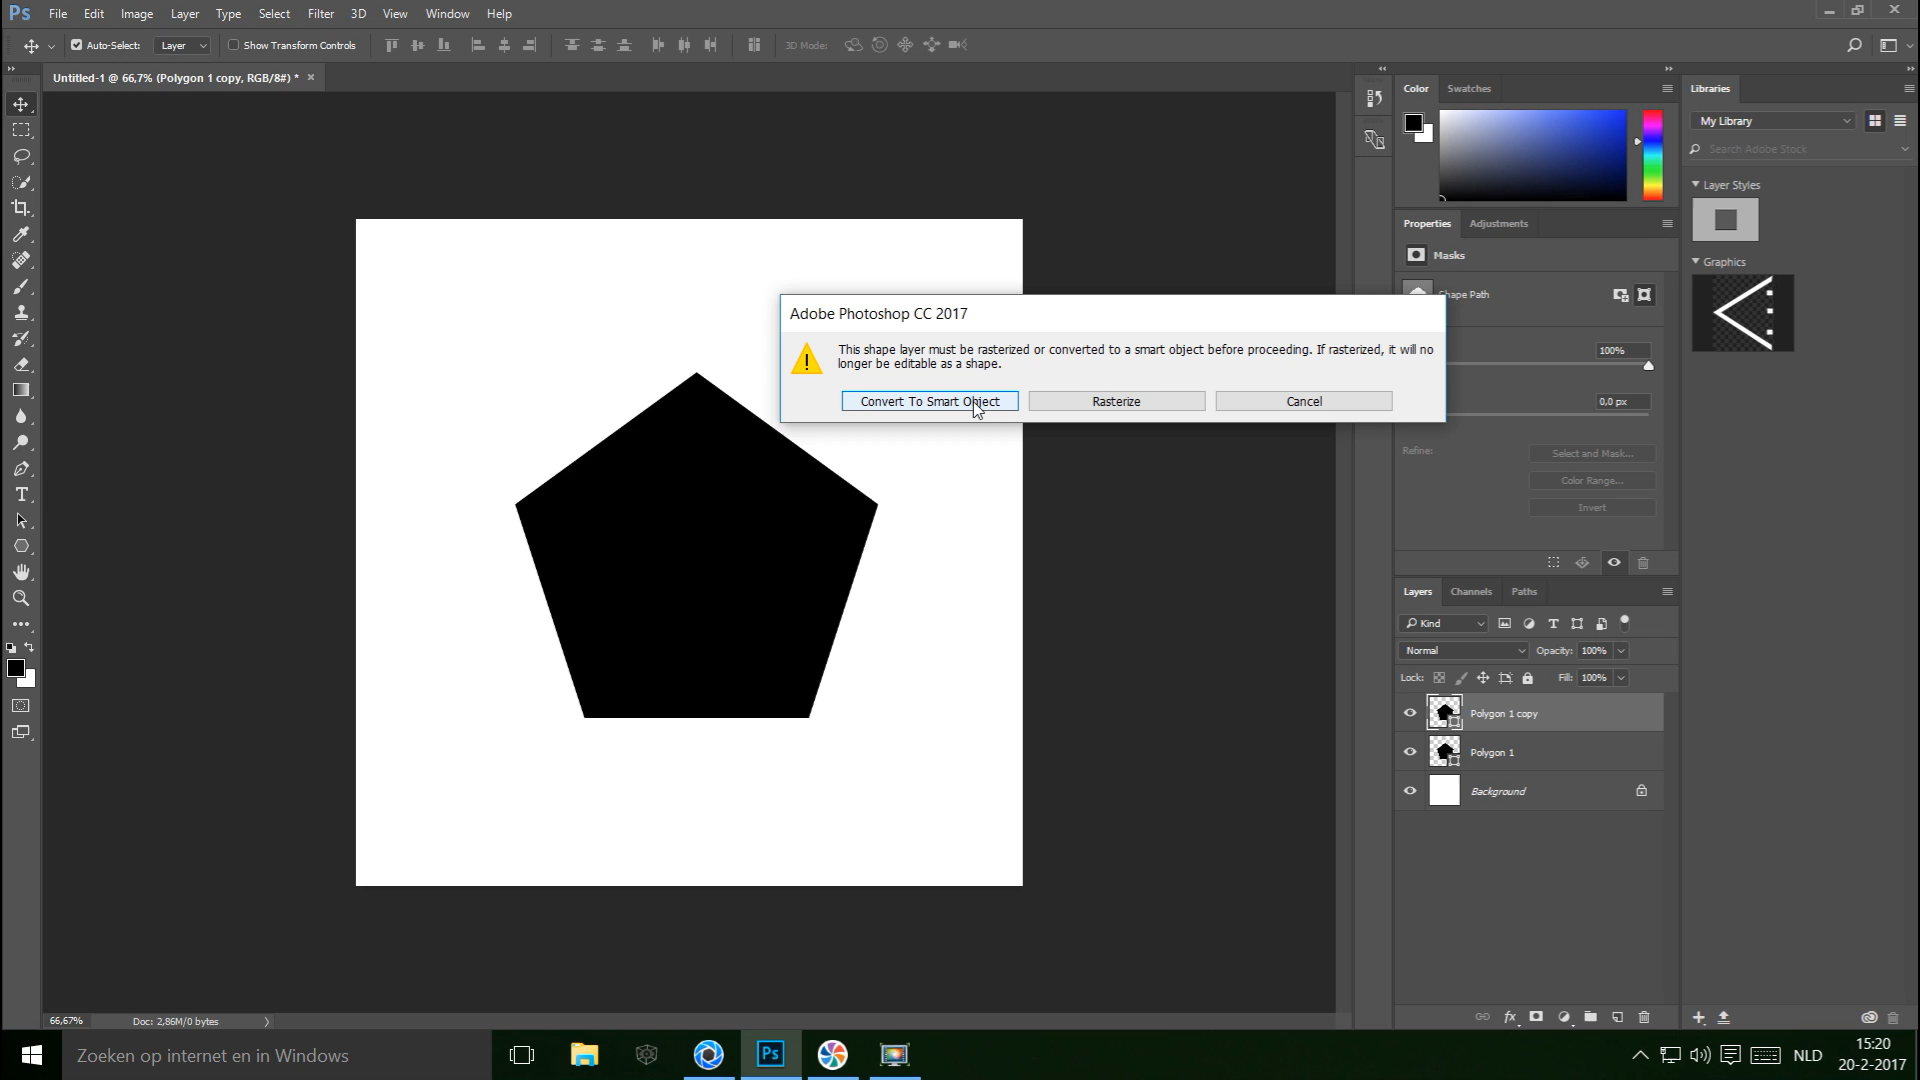 Ps File Edit Image Layer Type Select Filter 3D View Window Help
Auto-Select: Layer Show Transform Controls 3D Mode:
Untitled-1 @ 66,7% (Polygon 1 copy, RGB/8#) * ×
Color Swatches
Libraries
My Library
Search Adobe Stock
Layer Styles
Graphics
Properties Adjustments
Masks
Shape Path
100%
0,0 px
Refine: Select and Mask...
Color Range...
Invert
Adobe Photoshop CC 2017
This shape layer must be rasterized or converted to a smart object before proceeding. If rasterized, it will no
longer be editable as a shape.
Convert To Smart Object Rasterize Cancel
Layers Channels Paths
Kind
Normal Opacity: 100%
Lock: Fill: 100%
Polygon 1 copy
Polygon 1
Background
66,67% Doc: 2,86M/0 bytes
Zoeken op internet en in Windows
Ps
NLD
15:20
20-2-2017